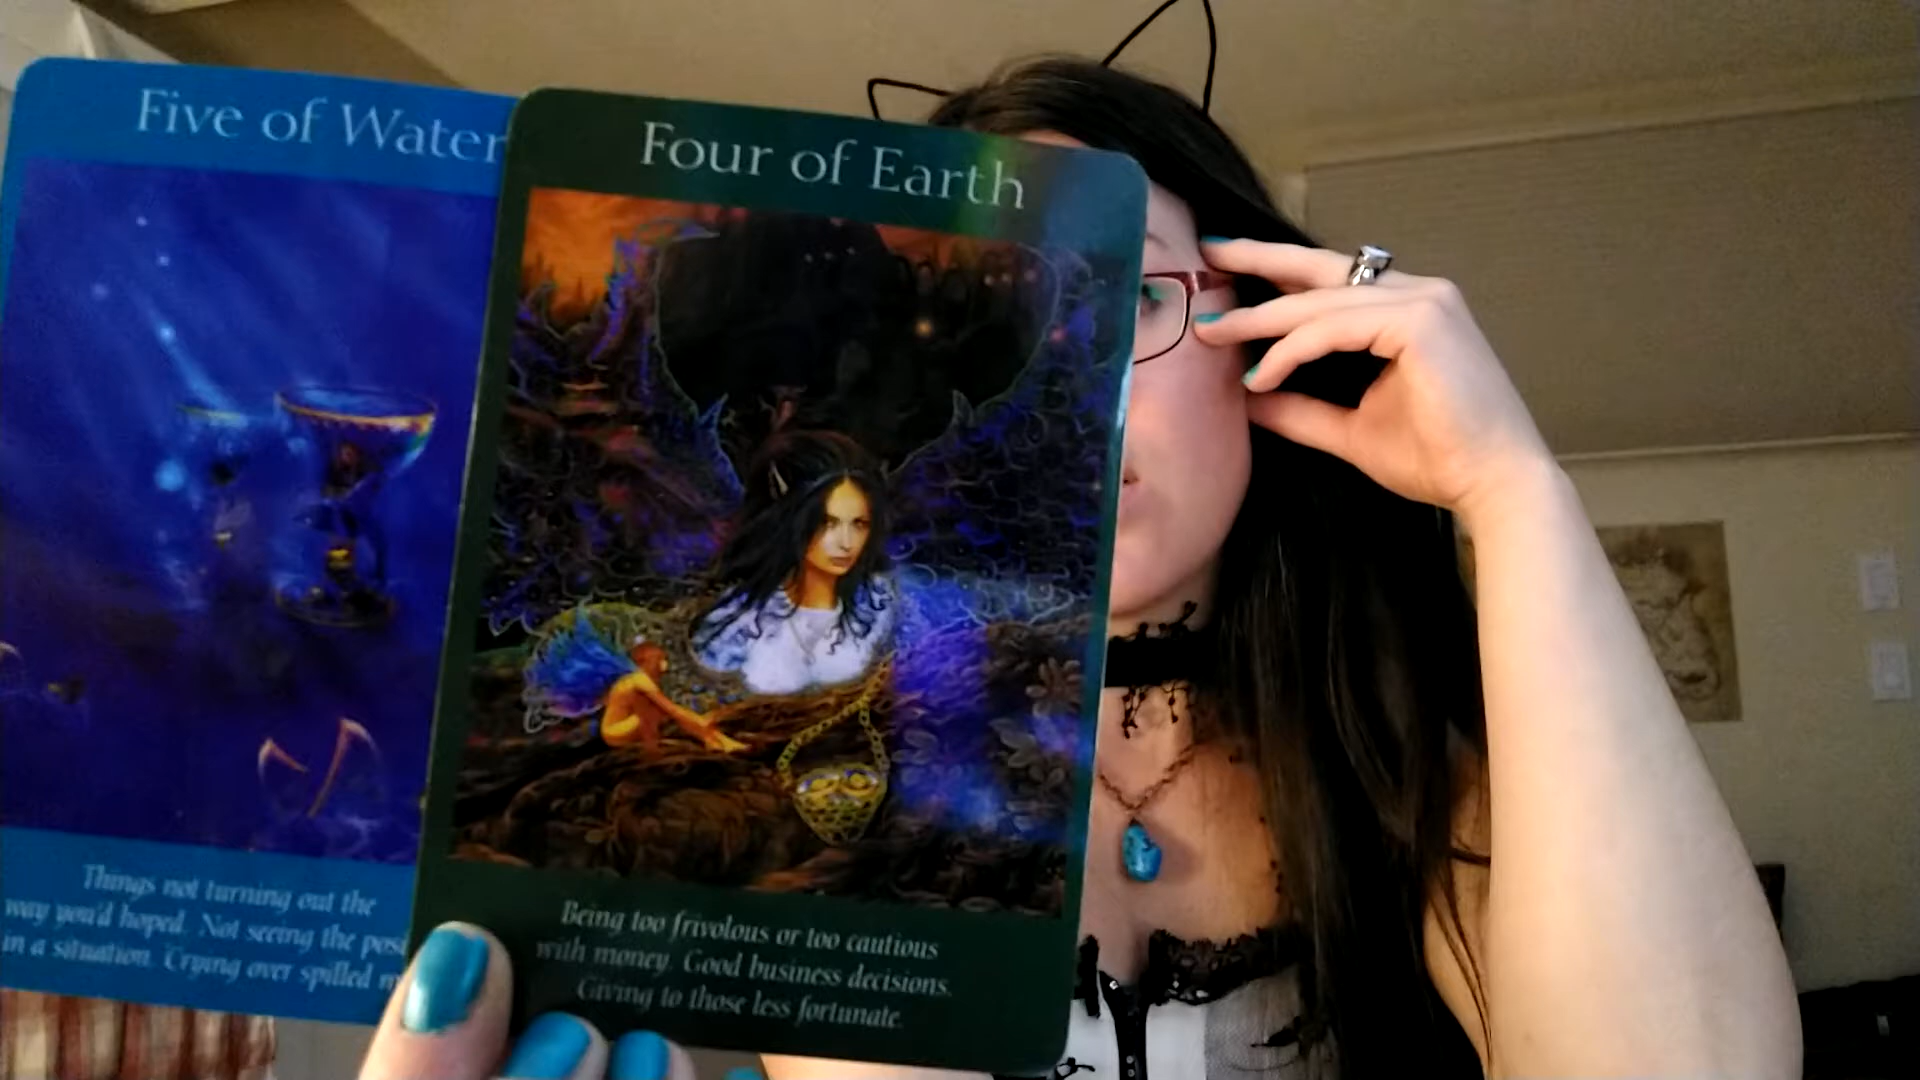 Five of Water
Things not turning out the
way you'd hoped. Not seeing the
in a situation. Crying over spilled
Four of Earth
Being too frivolous or too cautious
with money. Good business decisions.
Giving to those less fortunate.